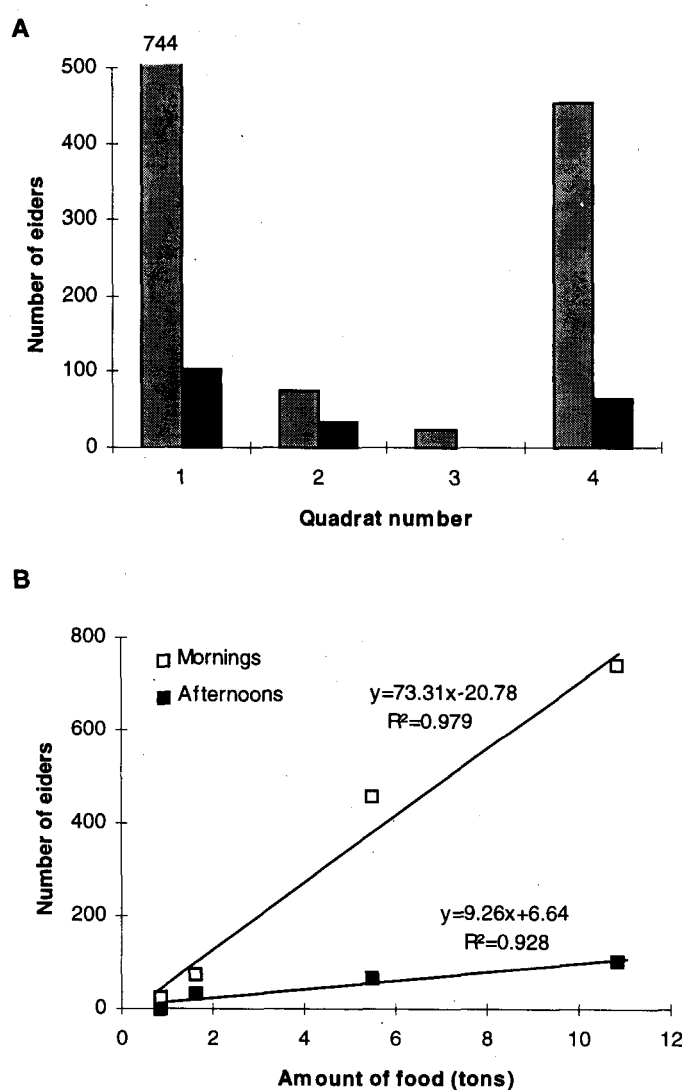 A
744
500
400
300
200
100
0
Number of eiders
1 2 3 4
Quadrat number
B
800
600
400
200
0
Number of eiders
Mornings
Afternoons
y=73.31x-20.78
R²=0.979
y=9.26x+6.64
R²=0.928
0 2 4 6 8 10 12
Amount of food (tons)